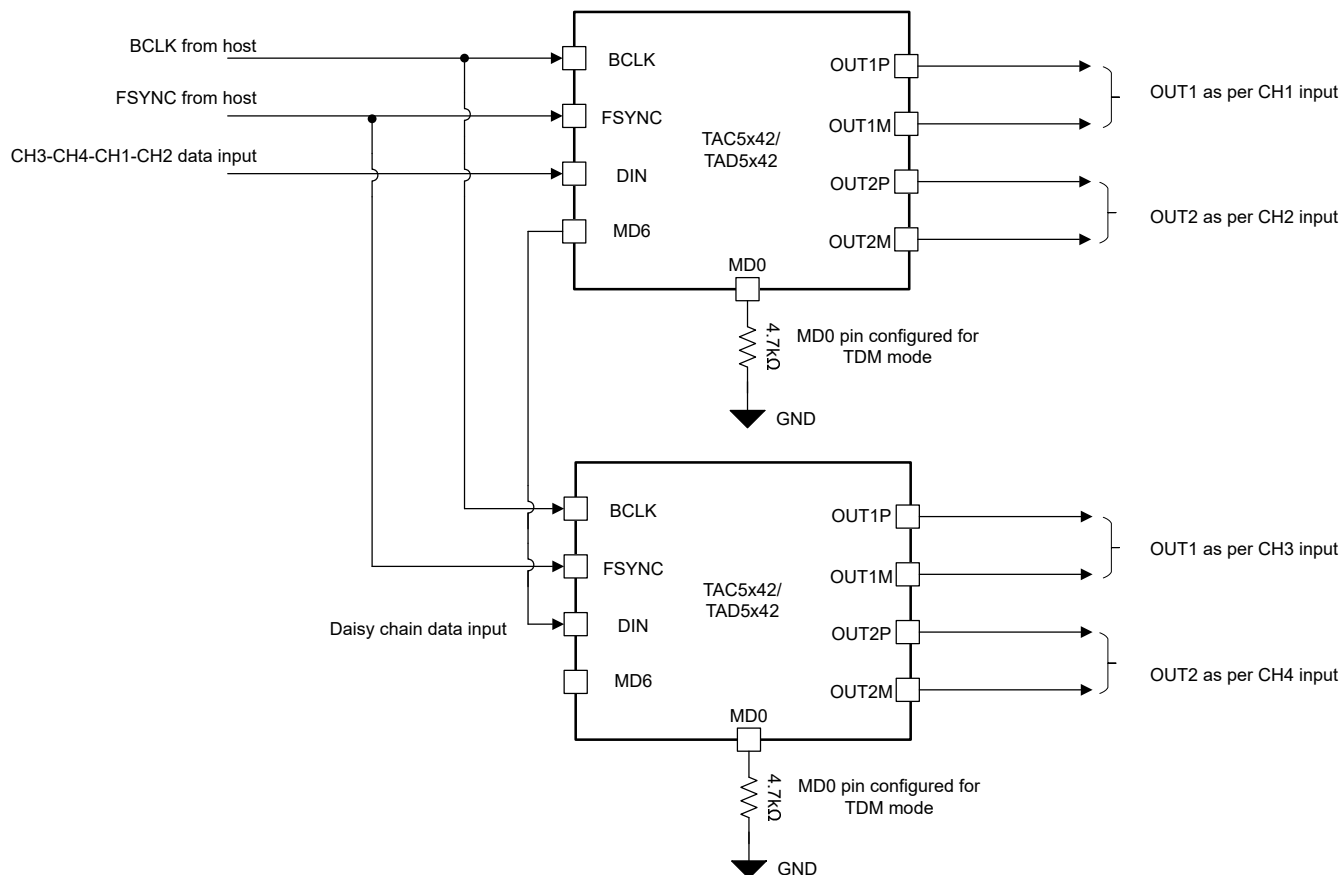 BCLK from host
FSYNC from host
CH3-CH4-CH1-CH2 data input
BCLK
FSYNC
DIN
MD6
TAC5x42/
TAD5x42
OUT1P
OUT1M
OUT2P
OUT2M
MD0
OUT1 as per CH1 input
OUT2 as per CH2 input
4.7kΩ
MD0 pin configured for
TDM mode
GND
Daisy chain data input
BCLK
FSYNC
DIN
MD6
TAC5x42/
TAD5x42
OUT1P
OUT1M
OUT2P
OUT2M
MD0
OUT1 as per CH3 input
OUT2 as per CH4 input
4.7kΩ
MD0 pin configured for
TDM mode
GND